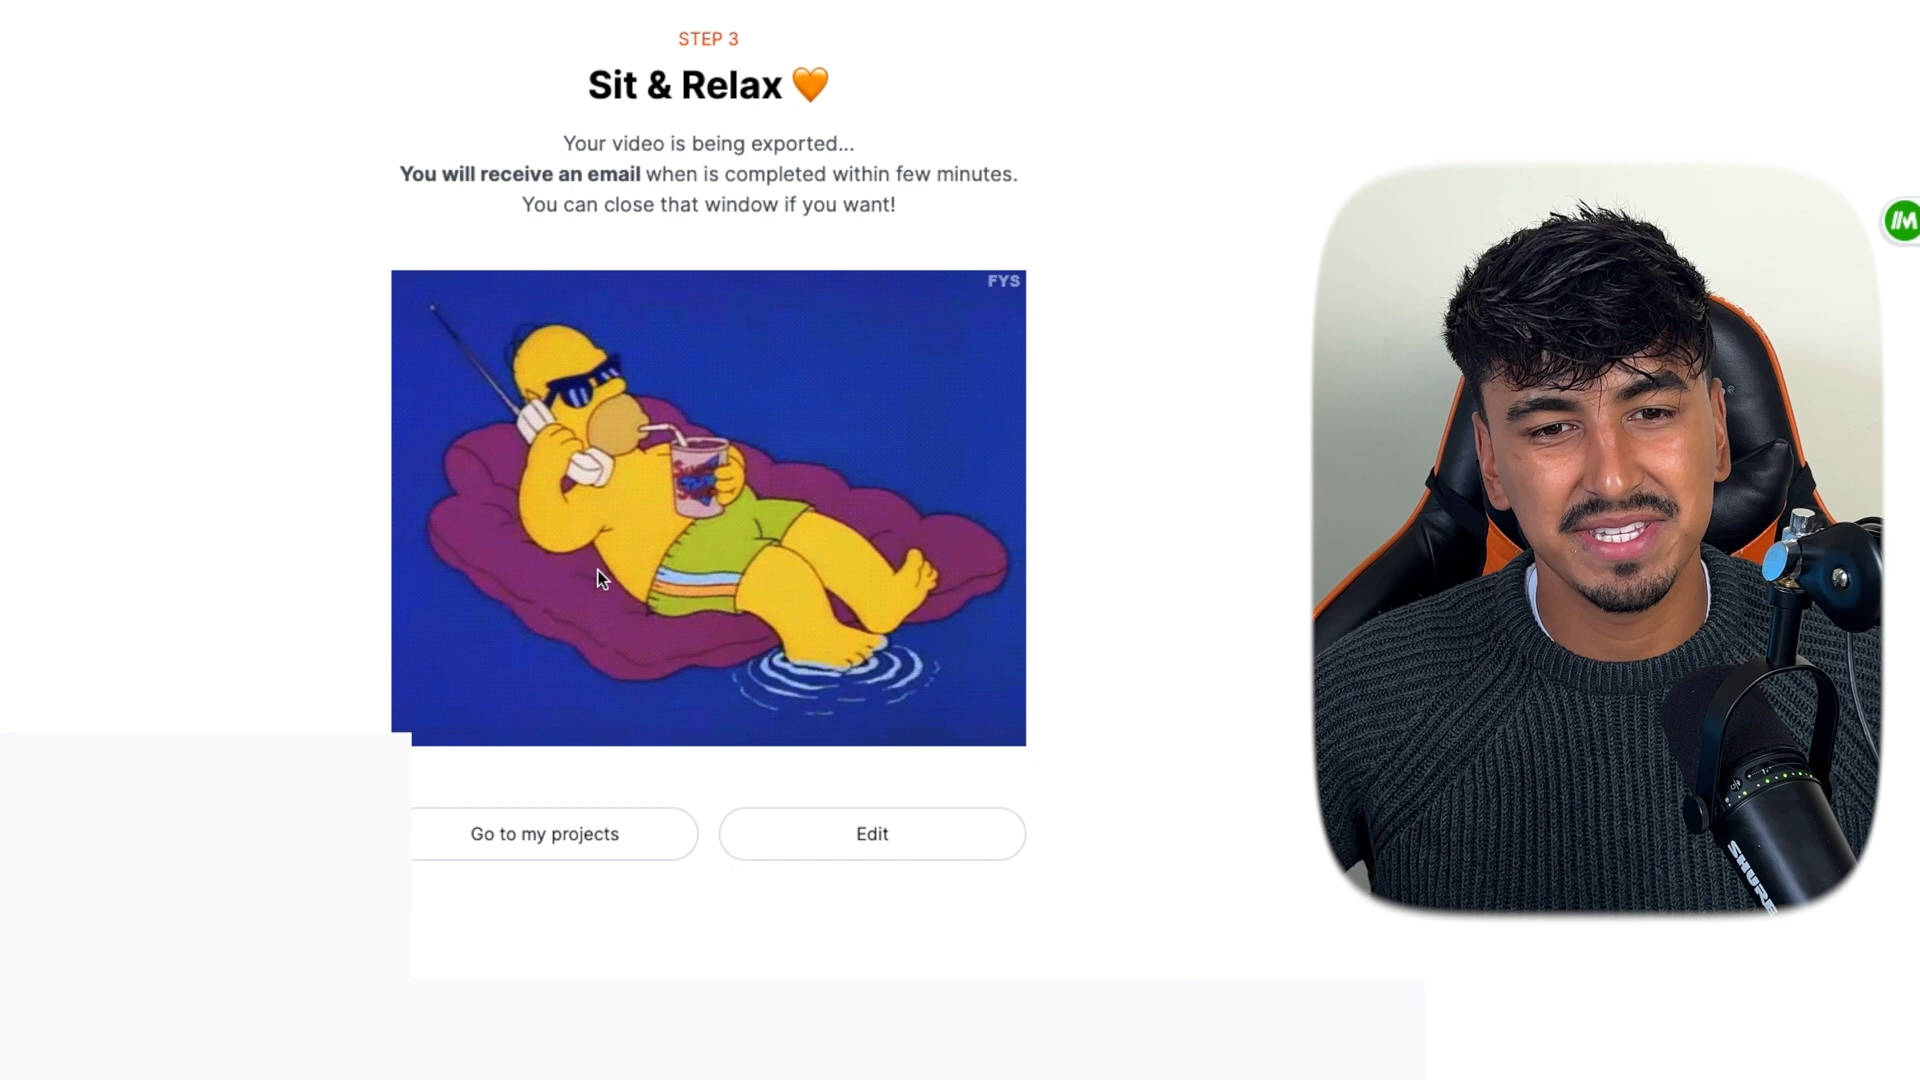 STEP 3
Sit & Relax 🧡
Your video is being exported...
You will receive an email when is completed within few minutes.
You can close that window if you want!
FYS
Go to my projects
Edit
SHURE